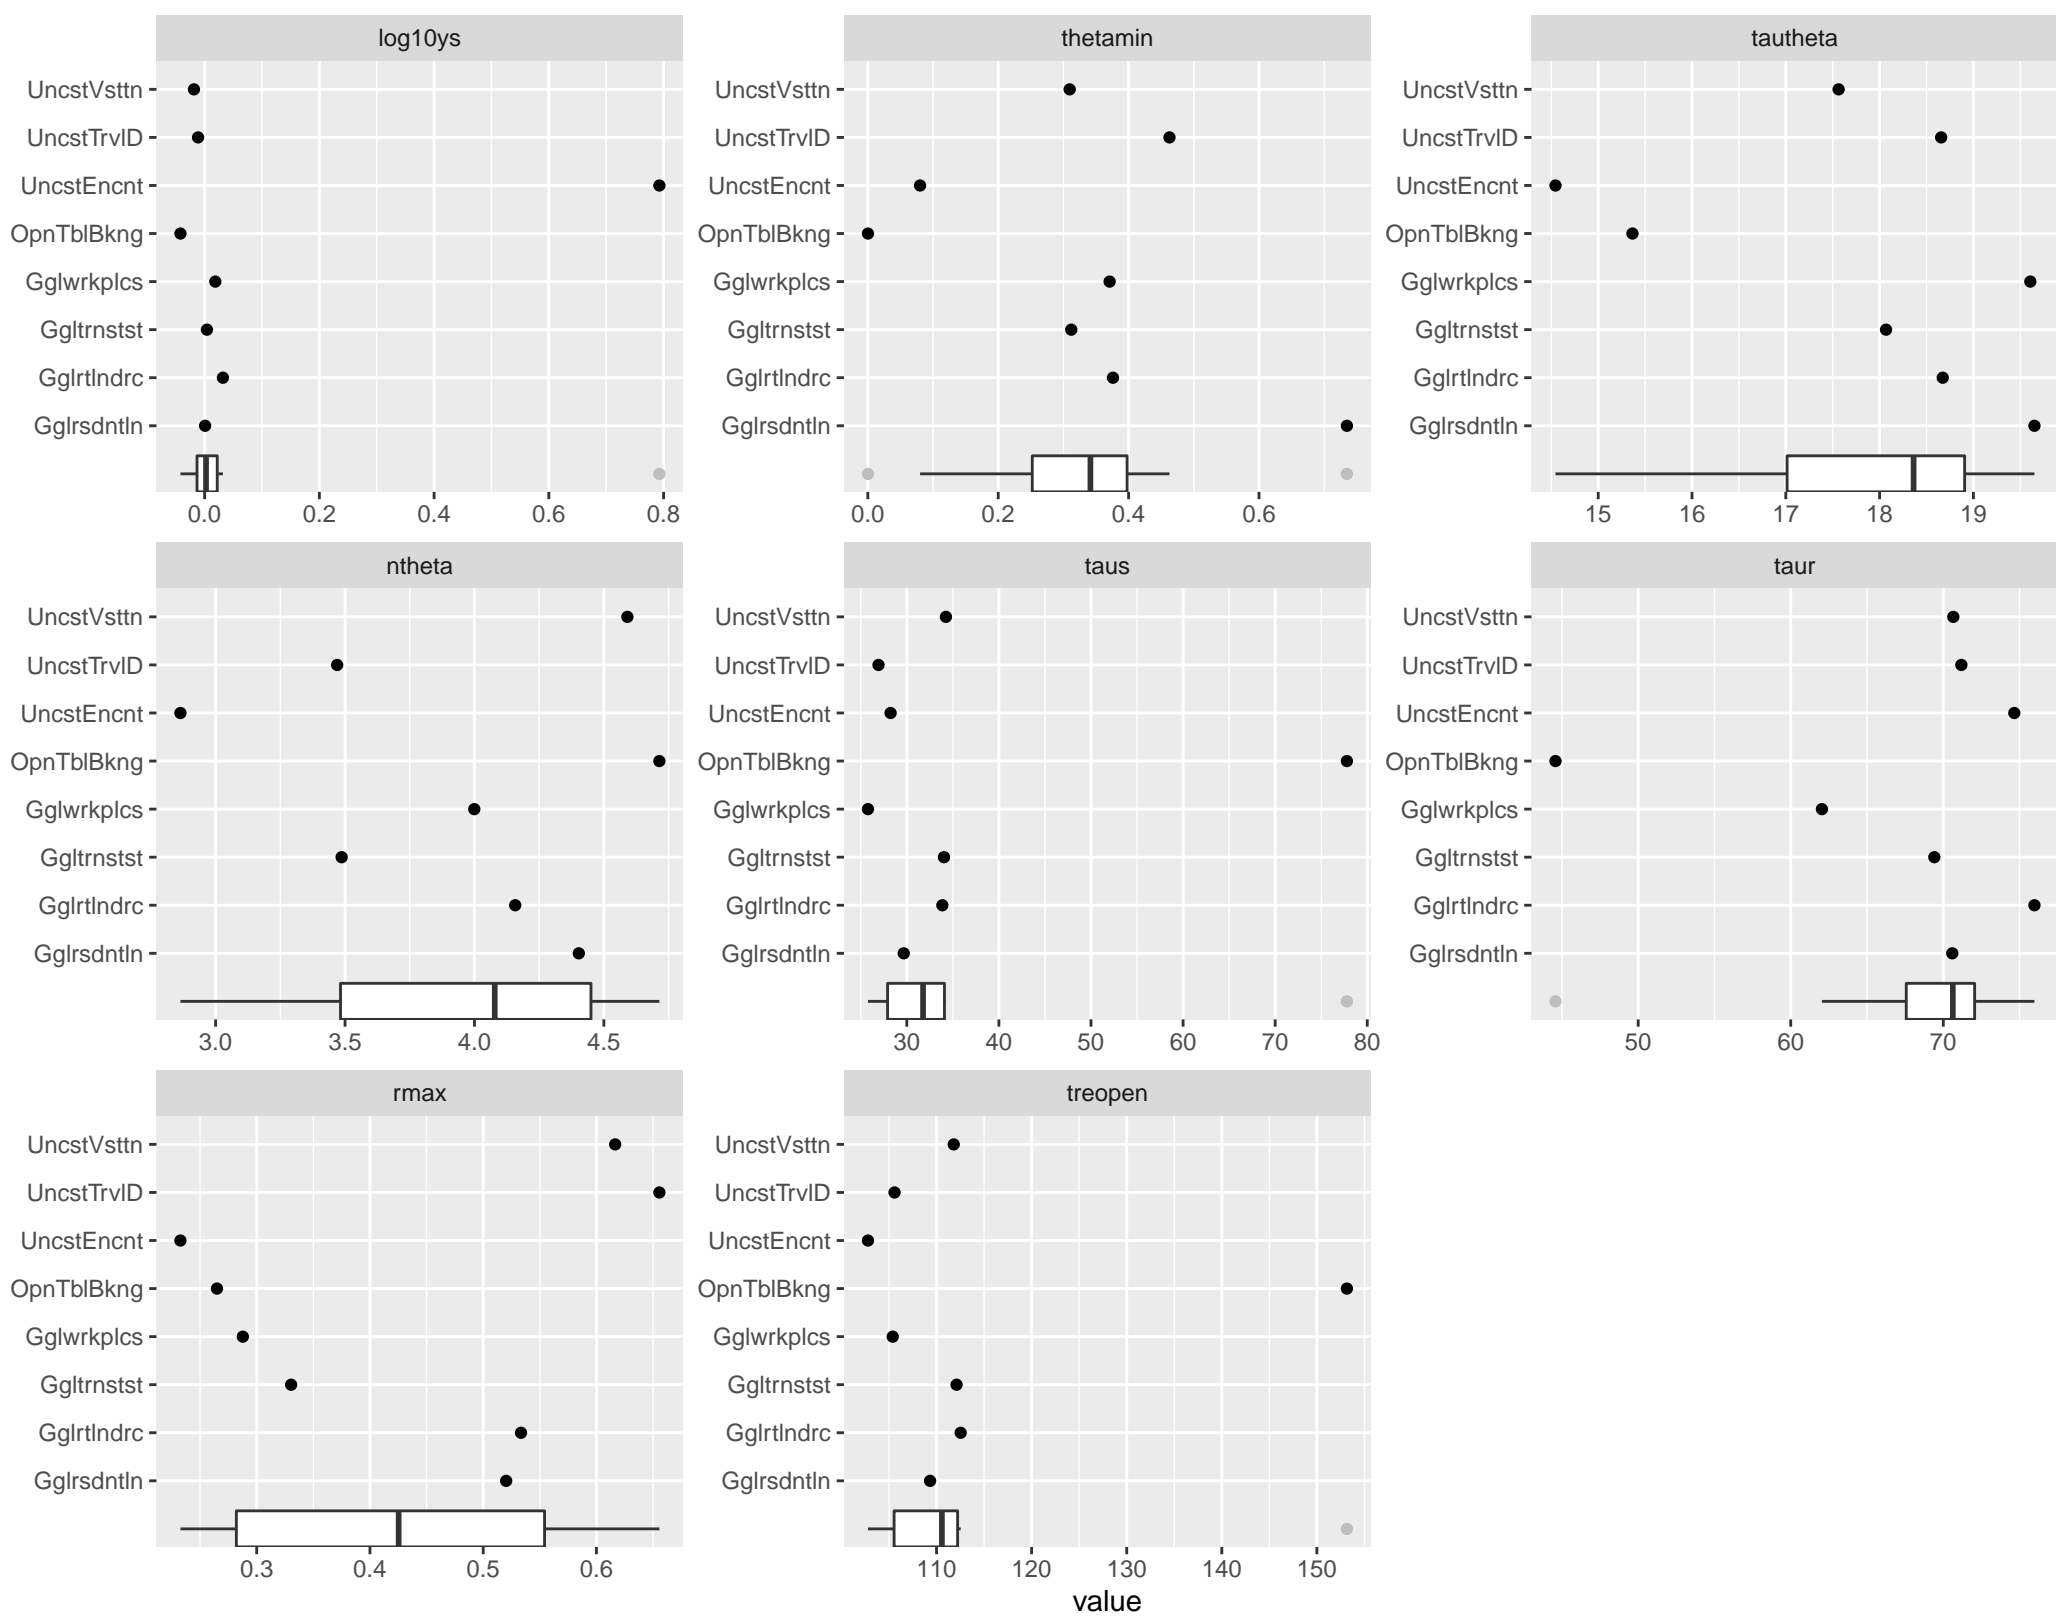 log10ys
UncstVsttn
UncstTrvlD
UncstEncnt
OpnTblBkng
Gglwrkplcs
Ggltrnstst
Gglrtlndrc
Gglrsdntln
0.0 0.2 0.4 0.6 0.8
thetamin
UncstVsttn
UncstTrvlD
UncstEncnt
OpnTblBkng
Gglwrkplcs
Ggltrnstst
Gglrtlndrc
Gglrsdntln
0.0 0.2 0.4 0.6
tautheta
UncstVsttn
UncstTrvlD
UncstEncnt
OpnTblBkng
Gglwrkplcs
Ggltrnstst
Gglrtlndrc
Gglrsdntln
15 16 17 18 19
ntheta
UncstVsttn
UncstTrvlD
UncstEncnt
OpnTblBkng
Gglwrkplcs
Ggltrnstst
Gglrtlndrc
Gglrsdntln
3.0 3.5 4.0 4.5
taus
UncstVsttn
UncstTrvlD
UncstEncnt
OpnTblBkng
Gglwrkplcs
Ggltrnstst
Gglrtlndrc
Gglrsdntln
30 40 50 60 70 80
taur
UncstVsttn
UncstTrvlD
UncstEncnt
OpnTblBkng
Gglwrkplcs
Ggltrnstst
Gglrtlndrc
Gglrsdntln
50 60 70
rmax
UncstVsttn
UncstTrvlD
UncstEncnt
OpnTblBkng
Gglwrkplcs
Ggltrnstst
Gglrtlndrc
Gglrsdntln
0.3 0.4 0.5 0.6
treopen
UncstVsttn
UncstTrvlD
UncstEncnt
OpnTblBkng
Gglwrkplcs
Ggltrnstst
Gglrtlndrc
Gglrsdntln
110 120 130 140 150
value